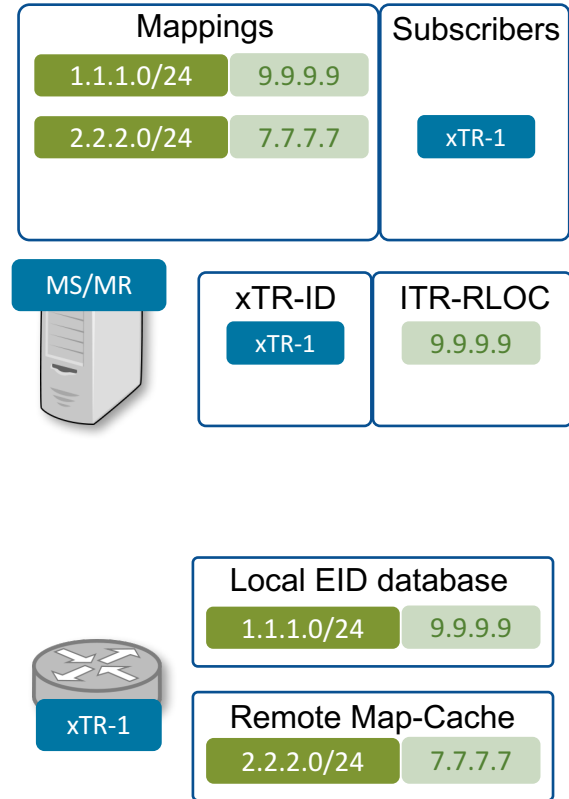 Mappings Subscribers
1.1.1.0/24 9.9.9.9
2.2.2.0/24 7.7.7.7 xTR-1
MS/MR
xTR-ID ITR-RLOC
xTR-1 9.9.9.9
Local EID database
1.1.1.0/24 9.9.9.9
xTR-1
Remote Map-Cache
2.2.2.0/24 7.7.7.7